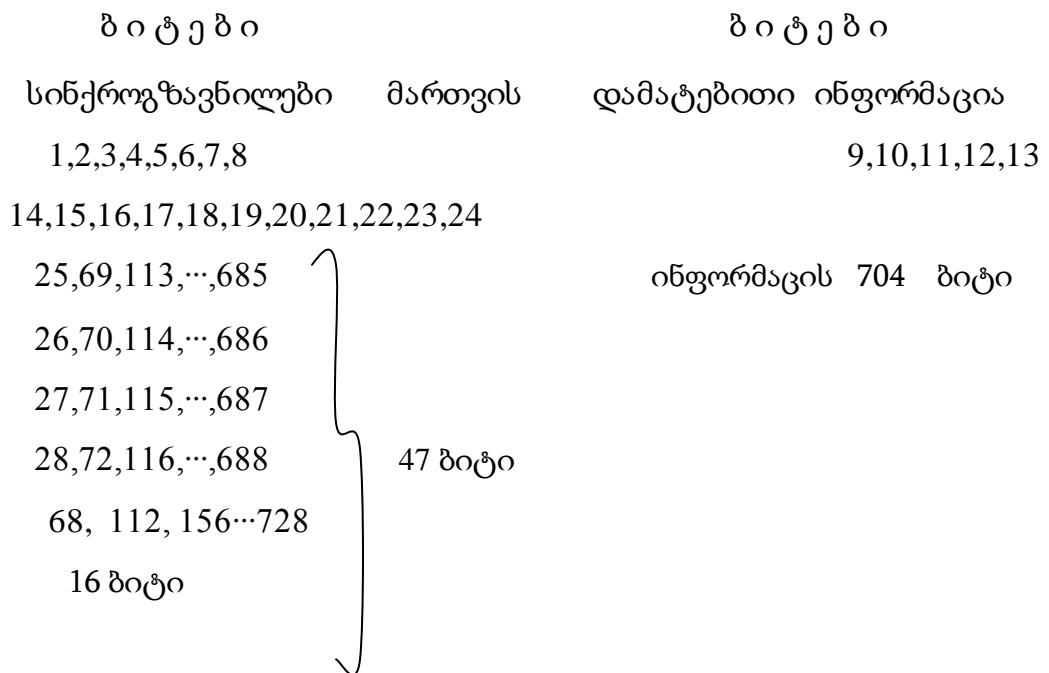 ბ ი ტ ე ბ ი ბ ი ტ ე ბ ი
სინქროგზავნილები მართვის დამატებითი ინფორმაცია
1,2,3,4,5,6,7,8 9,10,11,12,13
14,15,16,17,18,19,20,21,22,23,24
25,69,113,···,685 ინფორმაცის 704 ბიტი
26,70,114,···,686
27,71,115,···,687
28,72,116,···,688 47 ბიტი
68, 112, 156···728
16 ბიტი